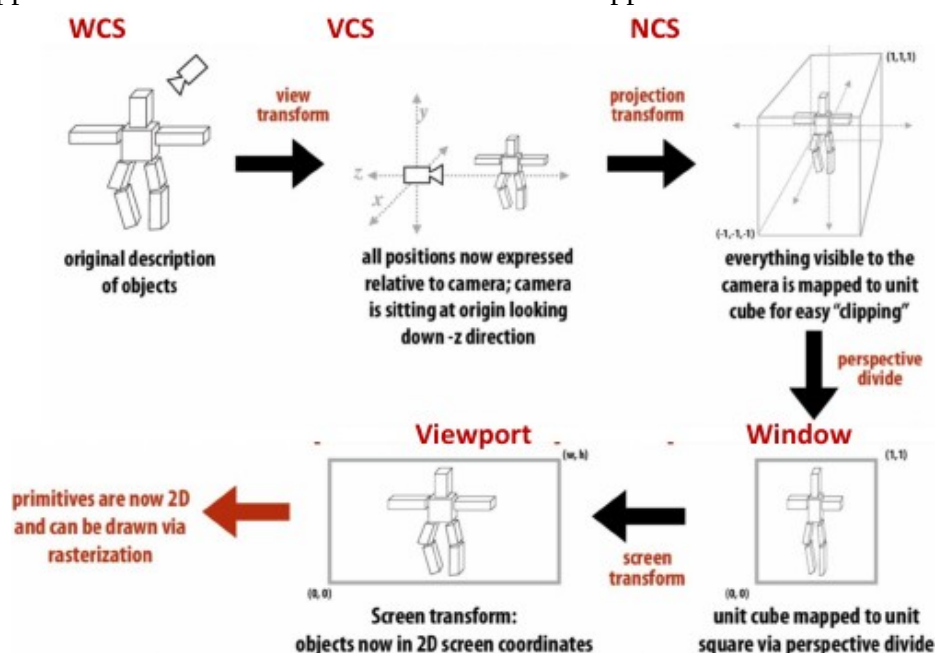 WCS
VCS
NCS
view
transform
projection
transform
(1,1,1)
y
z
x
(-1,-1,-1)
original description
of objects
all positions now expressed
relative to camera; camera
is sitting at origin looking
down -z direction
everything visible to the
camera is mapped to unit
cube for easy “clipping”
perspective
divide
Viewport
Window
(w, h)
(1, 1)
primitives are now 2D
and can be drawn via
rasterization
screen
transform
(0, 0)
(0, 0)
Screen transform:
objects now in 2D screen coordinates
unit cube mapped to unit
square via perspective divide